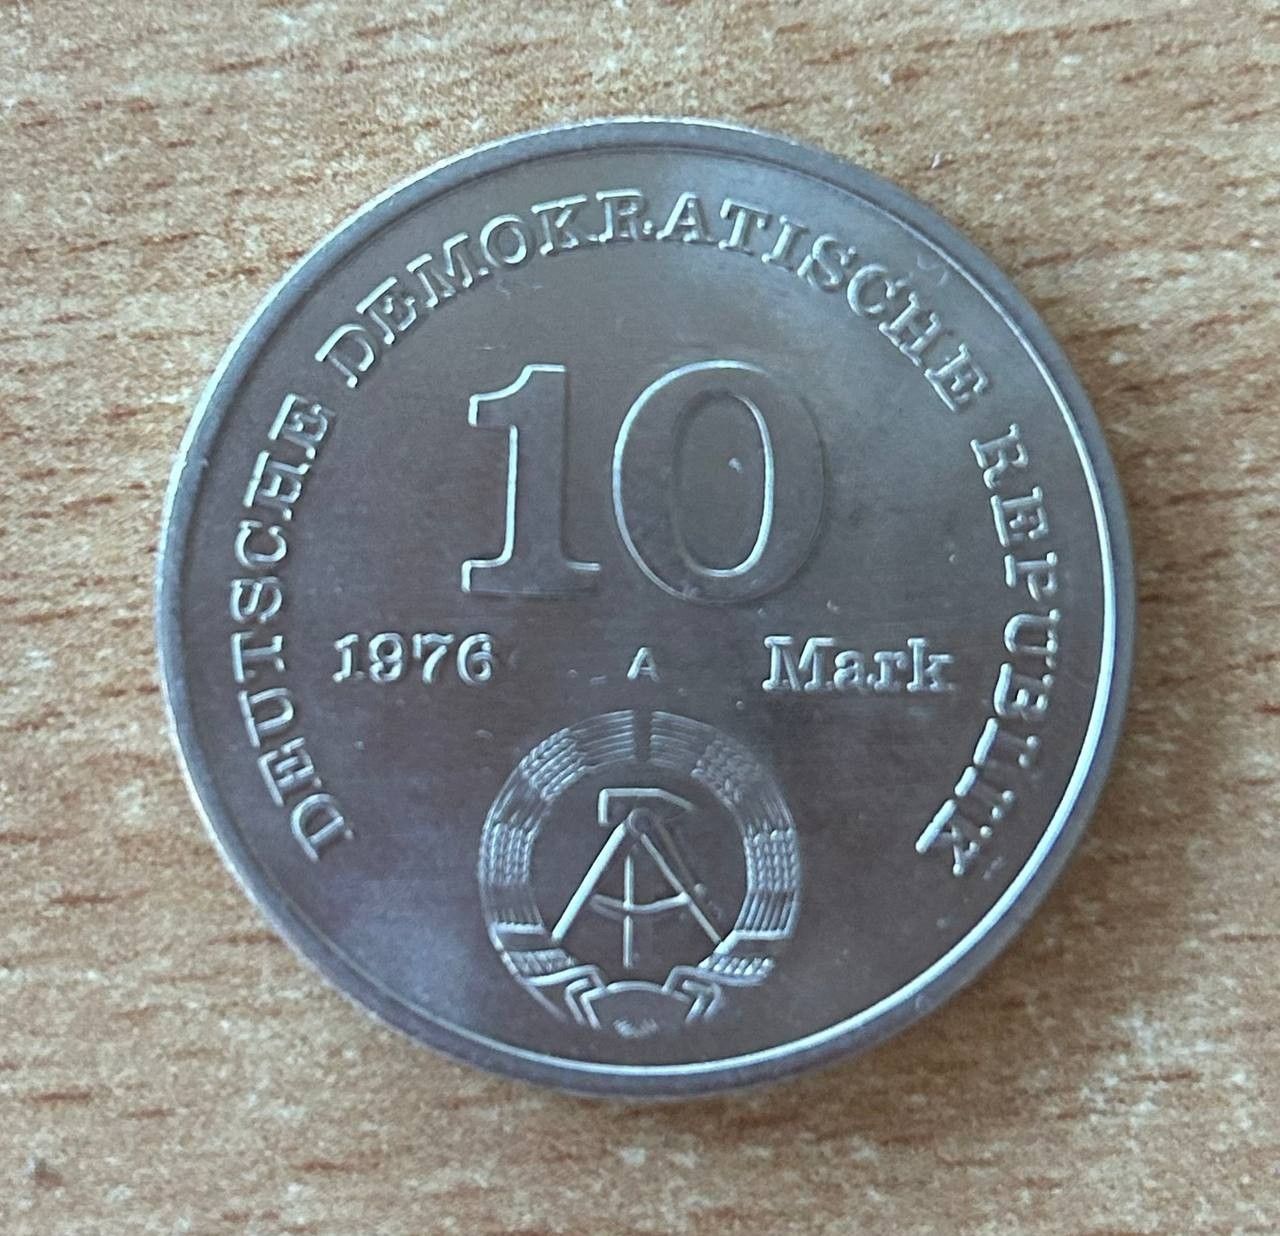 DEUTSCHE DEMOKRATISCHE REPUBLIK
10
1976 A Mark